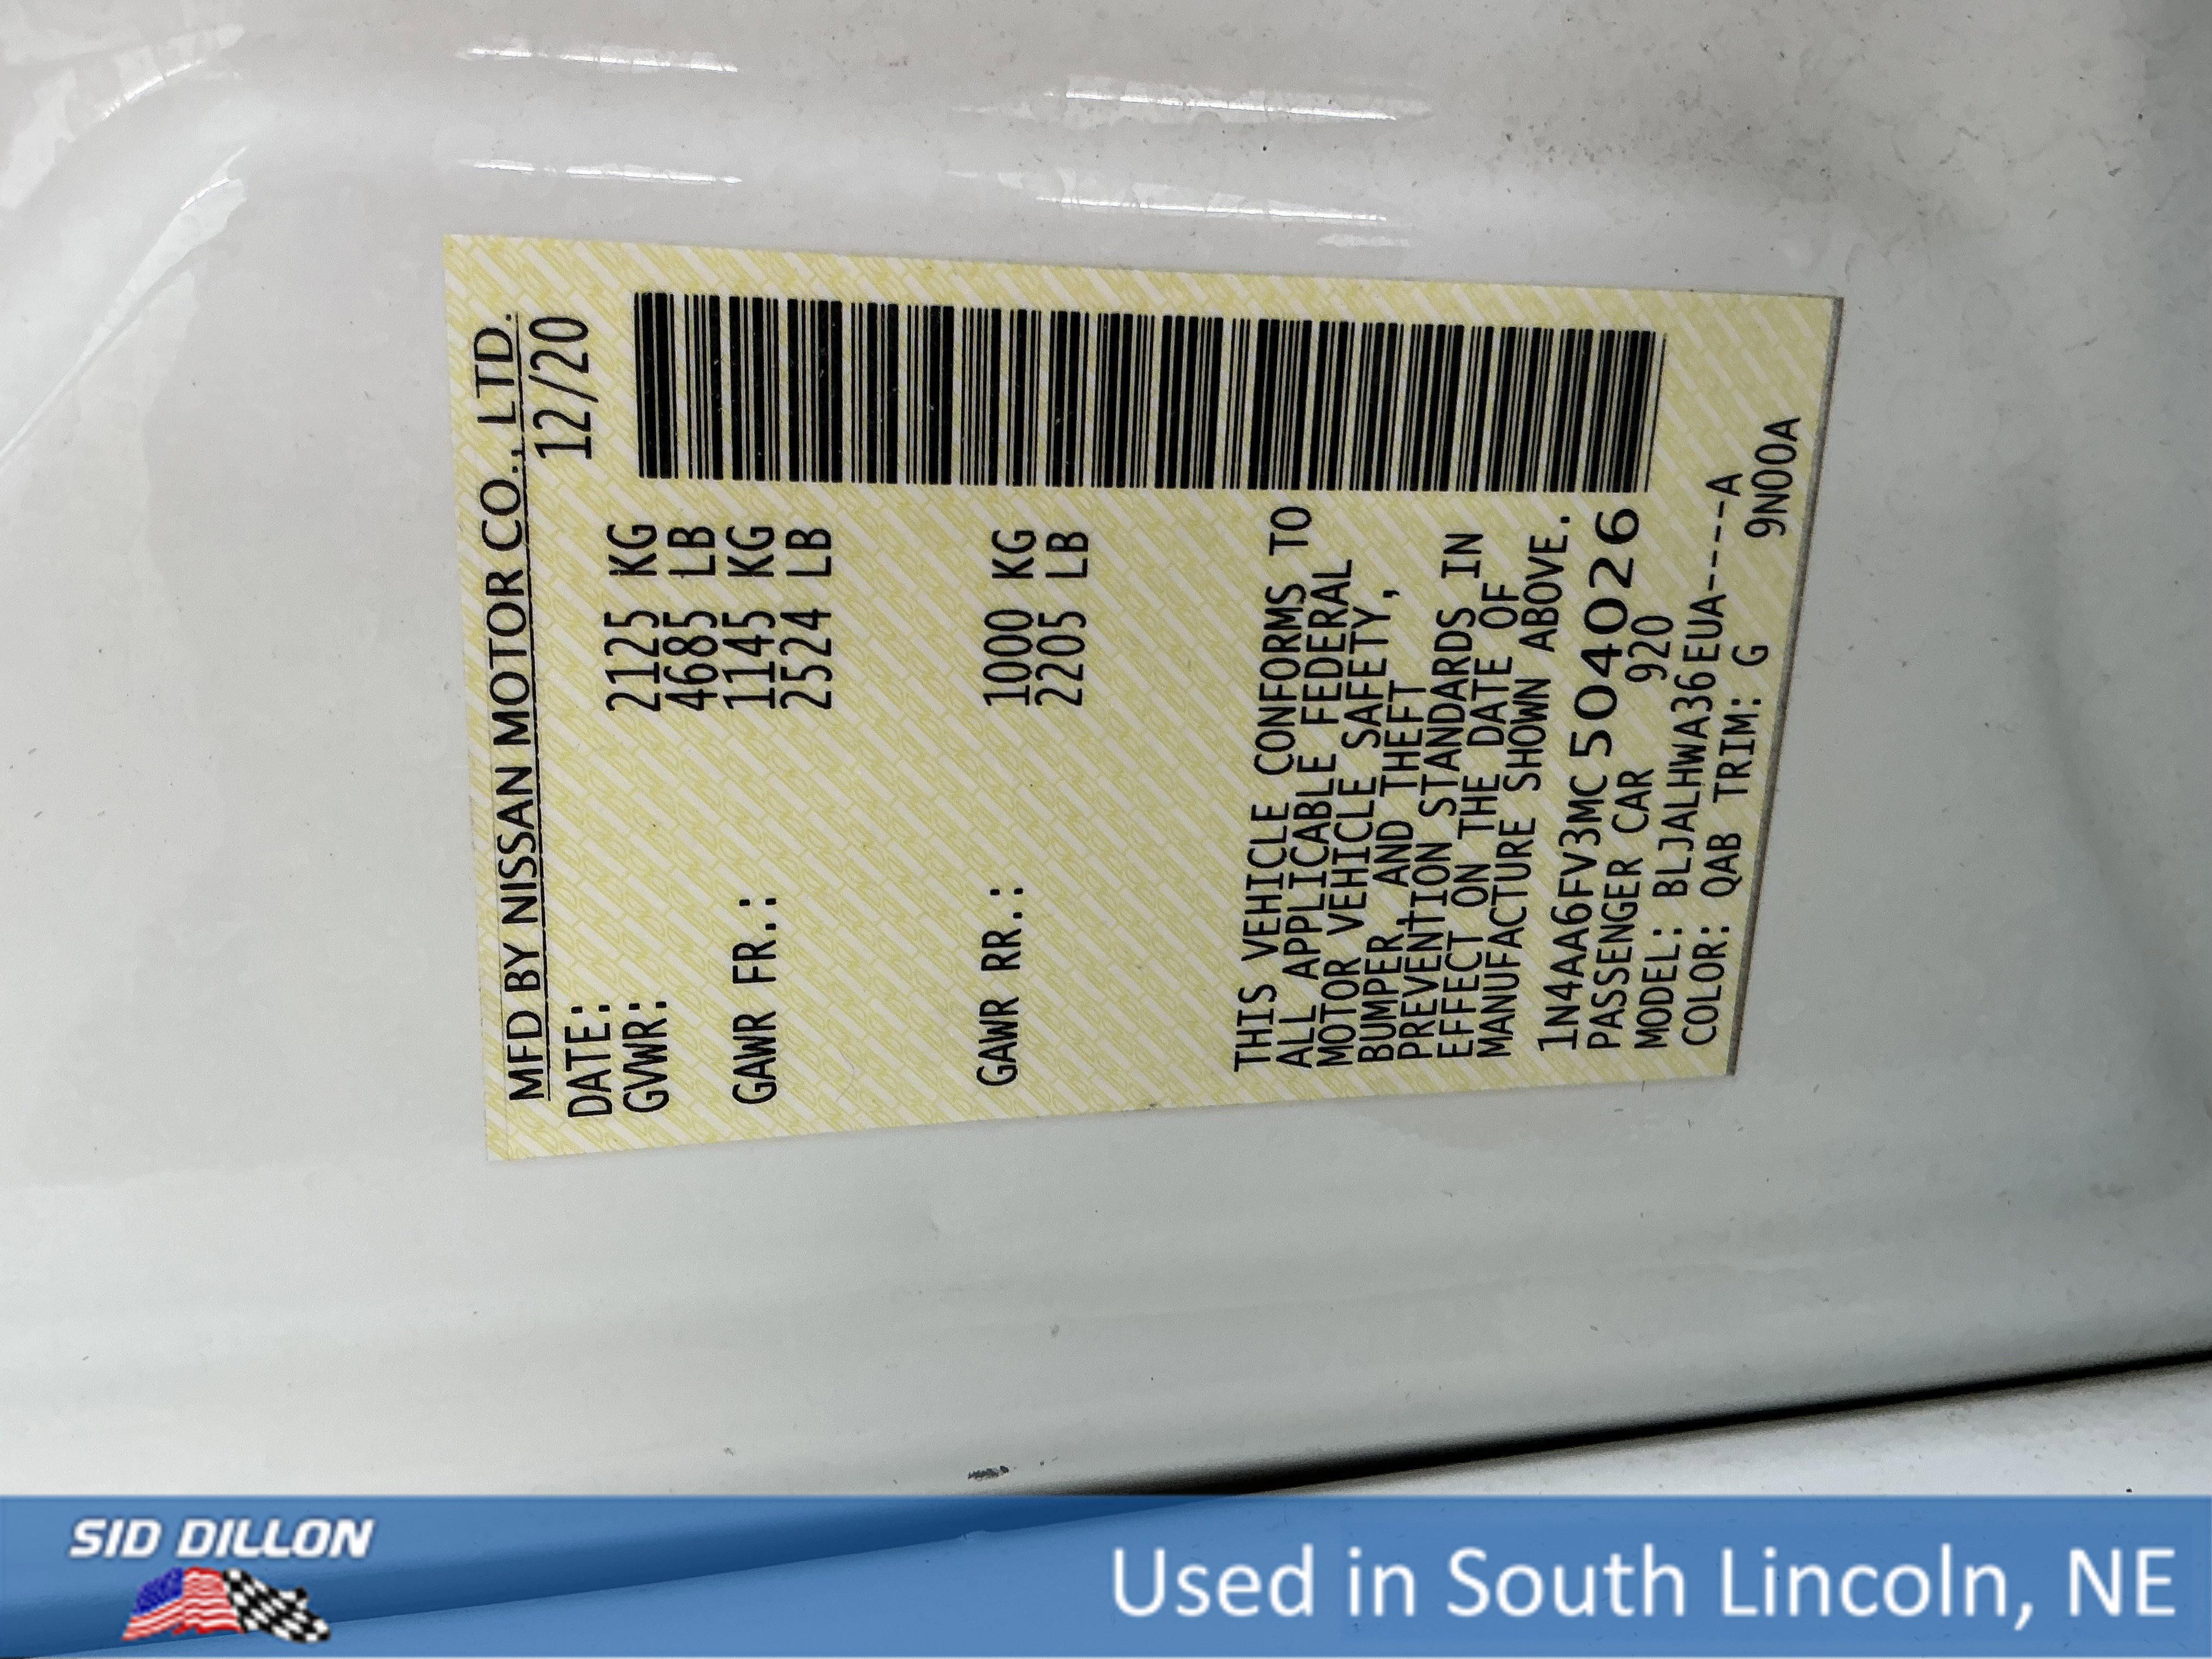 MFD BY NISSAN MOTOR CO., LTD.
DATE: 12/20
GVWR: 2125 KG
4685 LB
GAWR FR.: 1145 KG
2524 LB
GAWR RR.: 1000 KG
2205 LB
THIS VEHICLE CONFORMS TO
ALL APPLICABLE FEDERAL
MOTOR VEHICLE SAFETY,
BUMPER, AND THEFT
PREVENTION STANDARDS IN
EFFECT ON THE DATE OF
MANUFACTURE SHOWN ABOVE.
1N4AA6FV3MC504026
PASSENGER CAR 920
MODEL: BLJALHWA36EUA-----A
COLOR: QAB TRIM: G
9N00A
SID DILLON
Used in South Lincoln, NE